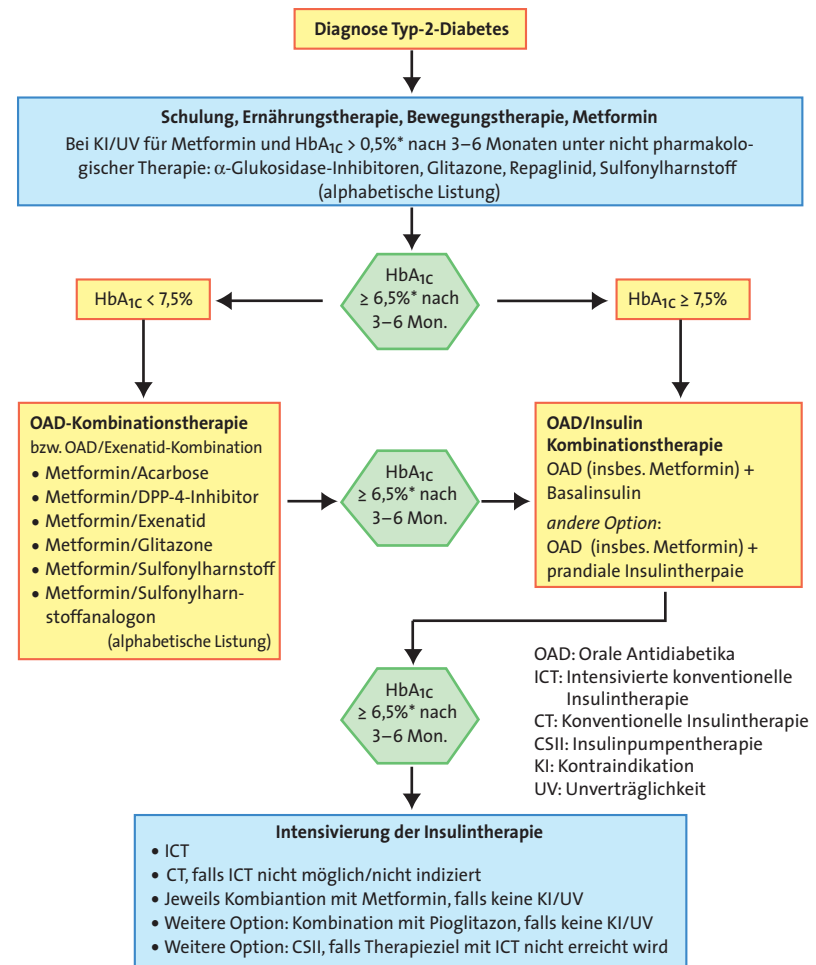 Diagnose Typ-2-Diabetes
Schulung, Ernährungstherapie, Bewegungstherapie, Metformin
Bei KI/UV für Metformin und HbA1C > 0,5%* nach 3–6 Monaten unter nicht pharmakolo-
gischer Therapie: α-Glukosidase-Inhibitoren, Glitazone, Repaglinid, Sulfonylharnstoff
(alphabetische Listung)
HbA1C
≥ 6,5%* nach
3–6 Mon.
HbA1C < 7,5%
HbA1C ≥ 7,5%
OAD-Kombinationstherapie
bzw. OAD/Exenatid-Kombination
• Metformin/Acarbose
• Metformin/DPP-4-Inhibitor
• Metformin/Exenatid
• Metformin/Glitazone
• Metformin/Sulfonylharnstoff
• Metformin/Sulfonylharn-
stoffanalogon
(alphabetische Listung)
HbA1C
≥ 6,5%* nach
3–6 Mon.
OAD/Insulin
Kombinationstherapie
OAD (insbes. Metformin) +
Basalinsulin
andere Option:
OAD (insbes. Metformin) +
prandiale Insulintherpaie
HbA1C
≥ 6,5%* nach
3–6 Mon.
OAD: Orale Antidiabetika
ICT: Intensivierte konventionelle
Insulintherapie
CT: Konventionelle Insulintherapie
CSII: Insulinpumpentherapie
KI: Kontraindikation
UV: Unverträglichkeit
Intensivierung der Insulintherapie
• ICT
• CT, falls ICT nicht möglich/nicht indiziert
• Jeweils Kombiantion mit Metformin, falls keine KI/UV
• Weitere Option: Kombination mit Pioglitazon, falls keine KI/UV
• Weitere Option: CSII, falls Therapieziel mit ICT nicht erreicht wird